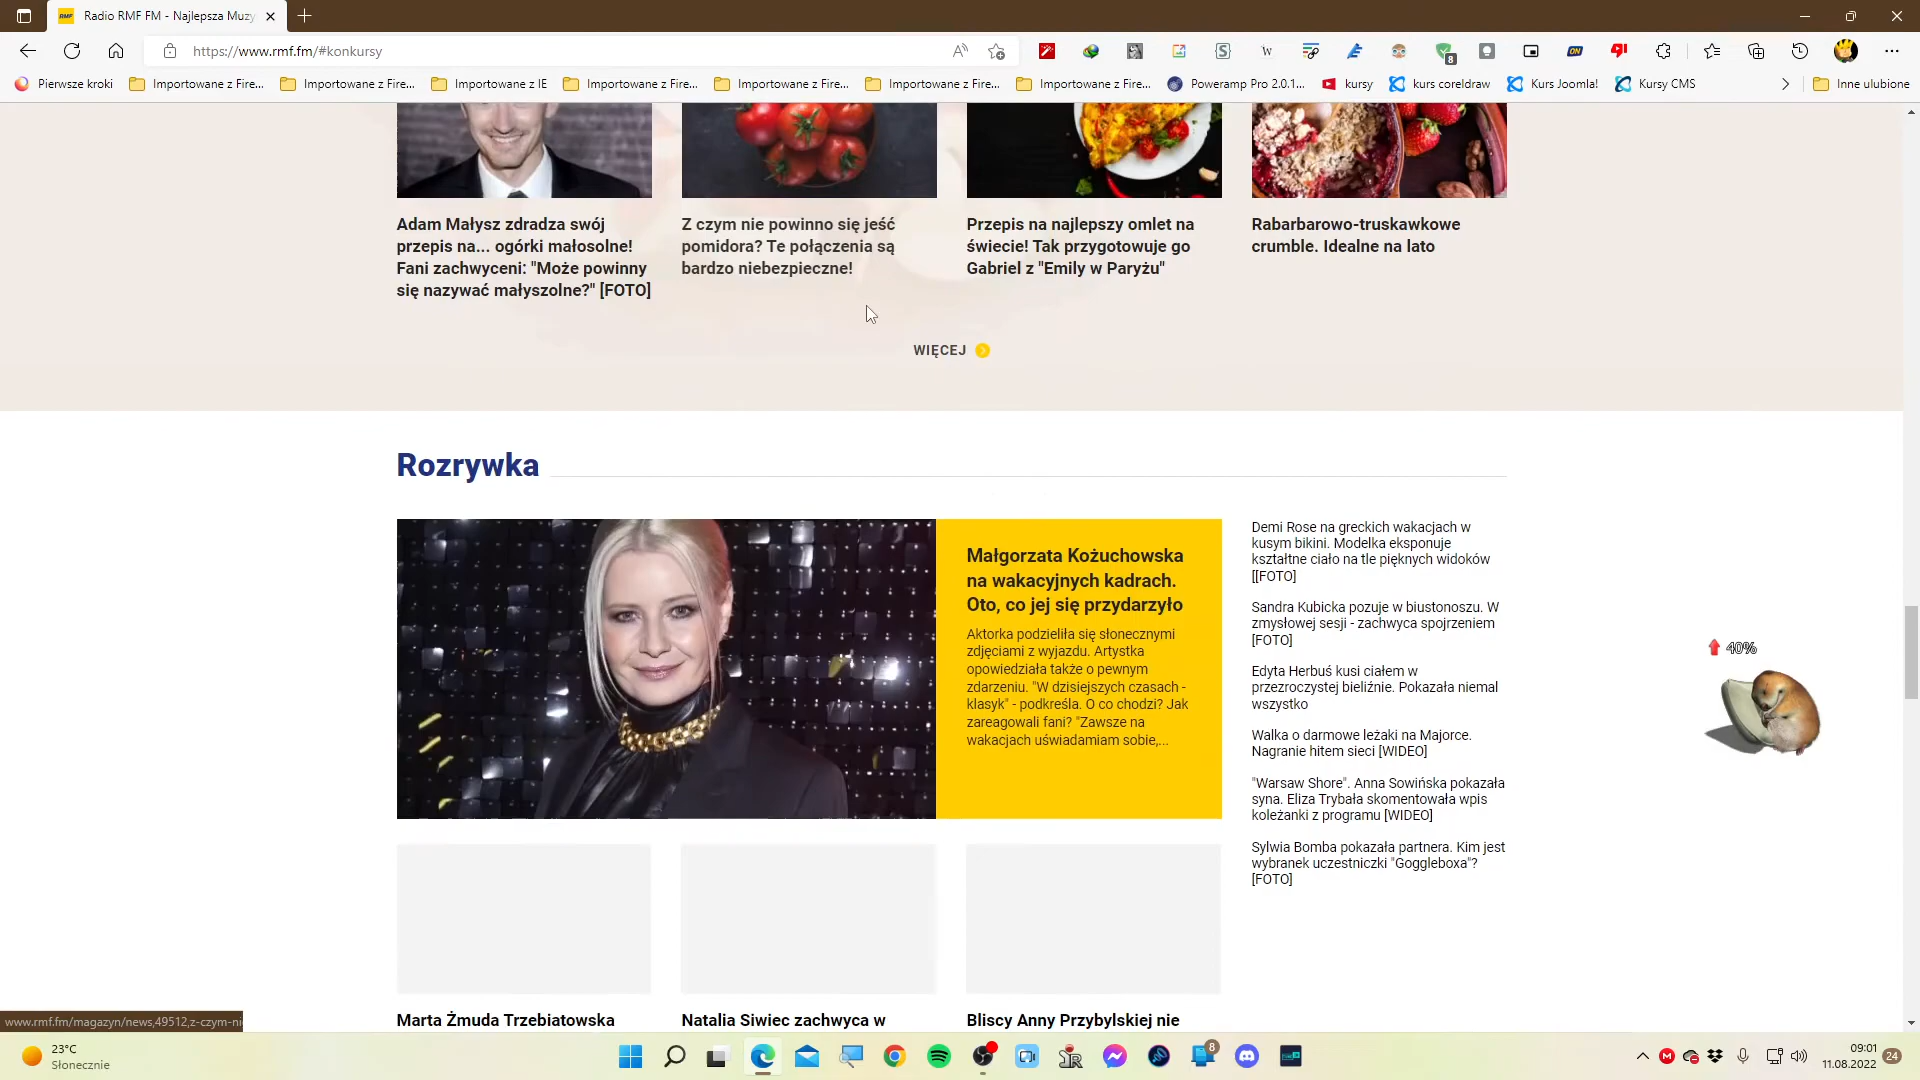 RMF Radio RMF FM - Najlepsza Muzy
https://www.rmf.fm/#konkursy
8
Pierwsze kroki
Importowane z Fire...
Importowane z Fire...
Importowane z IE
Importowane z Fire...
Importowane z Fire...
Importowane z Fire...
Importowane z Fire...
Poweramp Pro 2.0.1...
kursy
kurs coreldraw
Kurs Joomla!
Kursy CMS
Inne ulubione
Adam Małysz zdradza swój
przepis na... ogórki małosolne!
Fani zachwyceni: "Może powinny
się nazywać małyszolne?" [FOTO]
Z czym nie powinno się jeść
pomidora? Te połączenia są
bardzo niebezpieczne!
Przepis na najlepszy omlet na
świecie! Tak przygotowuje go
Gabriel z "Emily w Paryżu"
Rabarbarowo-truskawkowe
crumble. Idealne na lato
WIĘCEJ
Rozrywka
Małgorzata Kożuchowska
na wakacyjnych kadrach.
Oto, co jej się przydarzyło
Aktorka podzieliła się słonecznymi
zdjęciami z wyjazdu. Artystka
opowiedziała także o pewnym
zdarzeniu. "W dzisiejszych czasach -
klasyk" - podkreśla. O co chodzi? Jak
zareagowali fani? "Zawsze na
wakacjach uświadamiam sobie,...
Demi Rose na greckich wakacjach w
kusym bikini. Modelka eksponuje
kształtne ciało na tle pięknych widoków
[[FOTO]
Sandra Kubicka pozuje w biustonoszu. W
zmysłowej sesji - zachwyca spojrzeniem
[FOTO]
Edyta Herbuś kusi ciałem w
przezroczystej bieliźnie. Pokazała niemal
wszystko
Walka o darmowe leżaki na Majorce.
Nagranie hitem sieci [WIDEO]
"Warsaw Shore". Anna Sowińska pokazała
syna. Eliza Trybała skomentowała wpis
koleżanki z programu [WIDEO]
Sylwia Bomba pokazała partnera. Kim jest
wybranek uczestniczki "Goggleboxa"?
[FOTO]
40%
Marta Żmuda Trzebiatowska
Natalia Siwiec zachwyca w
Bliscy Anny Przybylskiej nie
www.rmf.fm/magazyn/news,49512,z-czym-ni
23°C
Słonecznie
8
09:01
11.08.2022
24